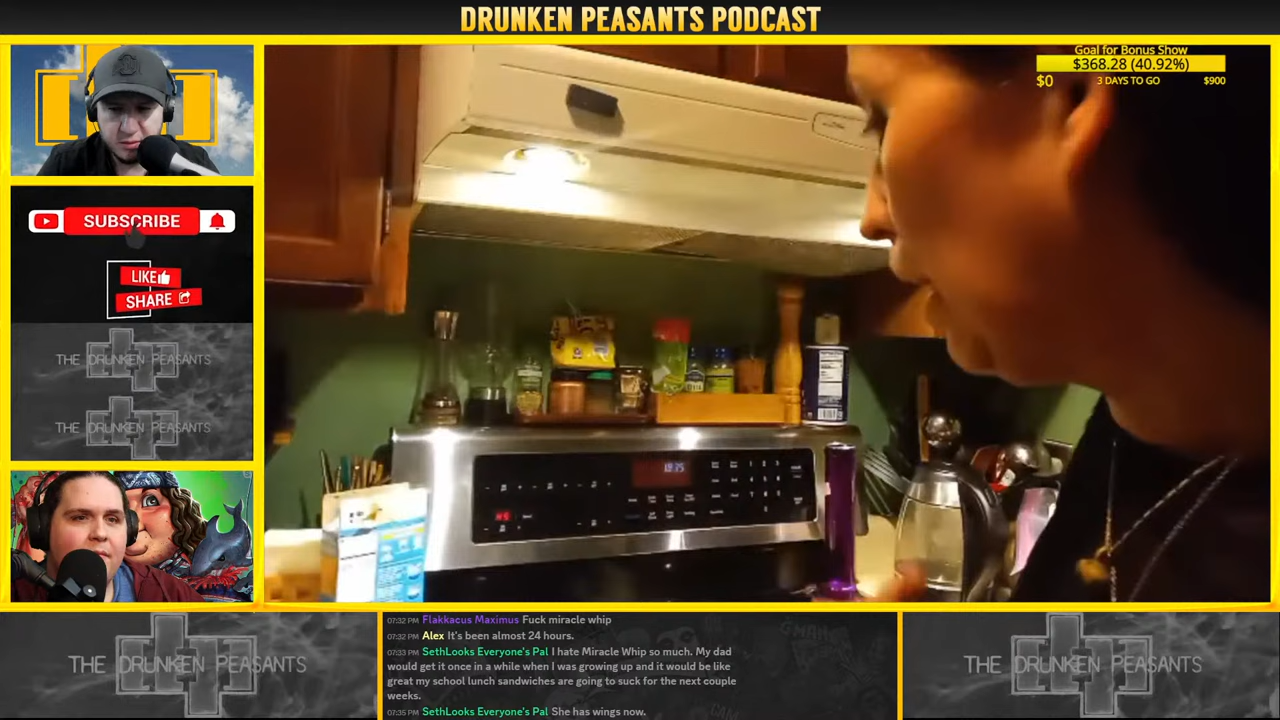 DRUNKEN PEASANTS PODCAST
Goal for Bonus Show
$368.28 (40.92%)
$0 3 DAYS TO GO $900
SUBSCRIBE
LIKE
SHARE
THE DRUNKEN PEASANTS
THE DRUNKEN PEASANTS
THE DRUNKEN PEASANTS
07:32 PM Flakkacus Maximus Fuck miracle whip
07:32 PM Alex It's been almost 24 hours.
07:33 PM SethLooks Everyone's Pal I hate Miracle Whip so much. My dad
would get it once in a while when I was growing up and it would be like
great my school lunch sandwiches are going to suck for the next couple
weeks.
07:35 PM SethLooks Everyone's Pal She has wings now.
THE DRUNKEN PEASANTS